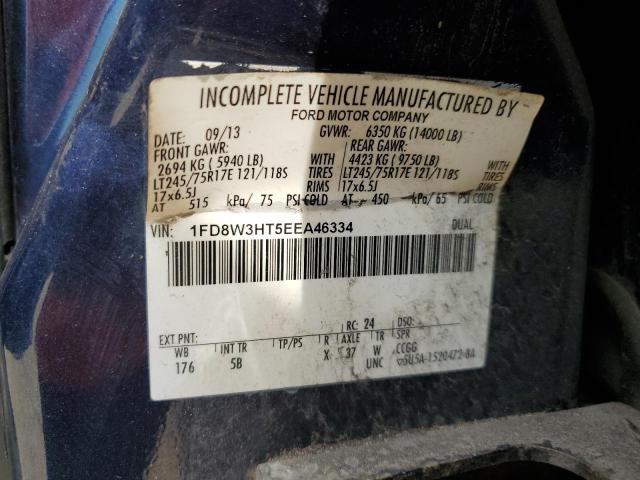 INCOMPLETE VEHICLE MANUFACTURED BY
FORD MOTOR COMPANY
DATE: 09/13 GVWR: 6350 KG (14000 LB)
FRONT GAWR: REAR GAWR:
2694 KG ( 5940 LB) WITH 4423 KG ( 9750 LB) WITH
LT245/75R17E 121/118S TIRES LT245/75R17E 121/118S TIRES
17x6.5J RIMS 17x6.5J RIMS
AT 515 kPa/ 75 PSI COLD AT 450 kPa/ 65 PSI COLD
VIN: 1FD8W3HT5EEA46334 DUAL
EXT PNT: RC: 24 DSO:
WB INT TR TP/PS R AXLE TR SPR
176 5B X 37 W CCGG
UNC 5U5A-1520472-BA